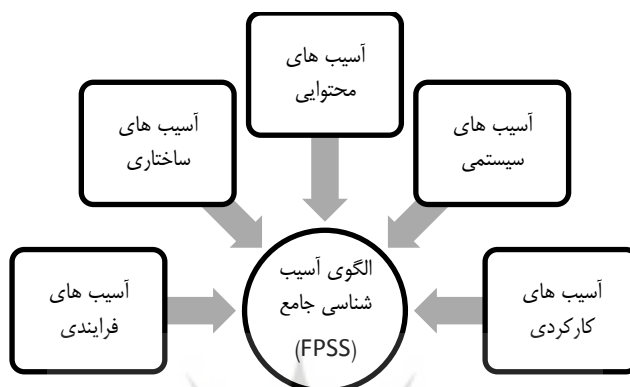 آسیب های
محتوایی
آسیب های
سیستمی
آسیب های
ساختاری
آسیب های
کارکردی
الگوی آسیب
شناسی جامع
(FPSS)
آسیب های
فرایندی